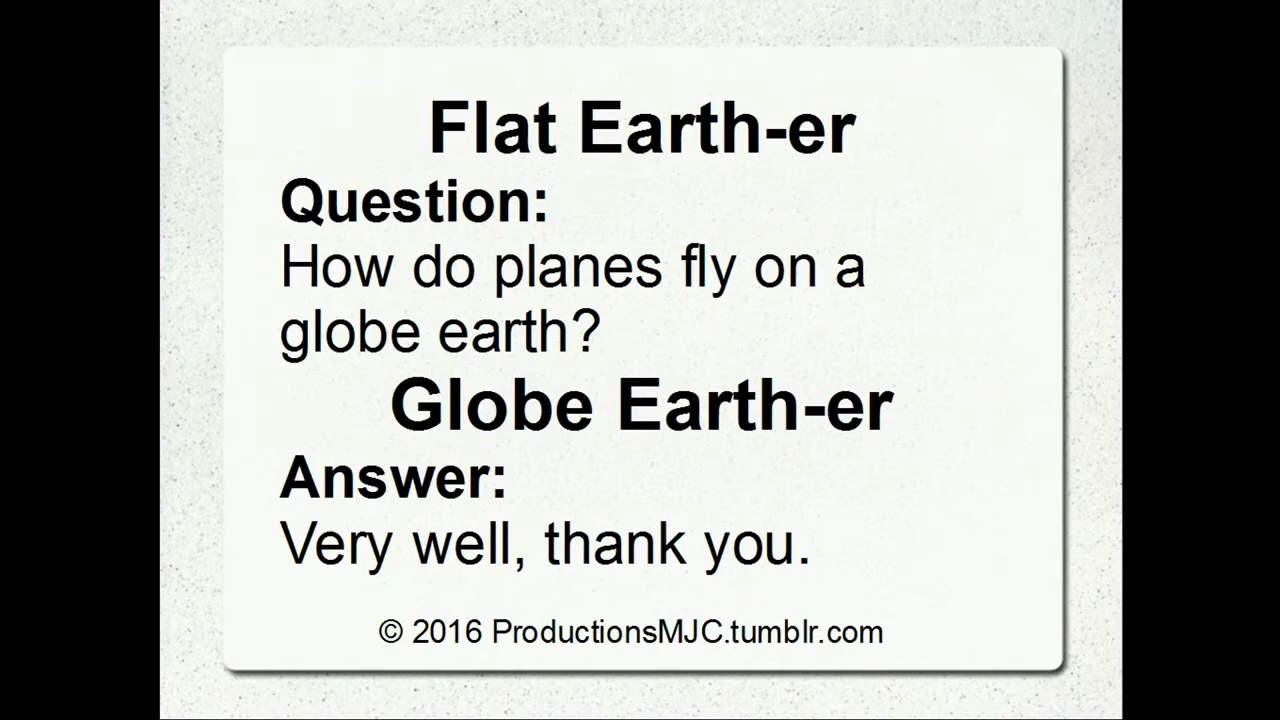 Flat Earth-er
Question:
How do planes fly on a
globe earth?
Globe Earth-er
Answer:
Very well, thank you.
© 2016 ProductionsMJC.tumblr.com